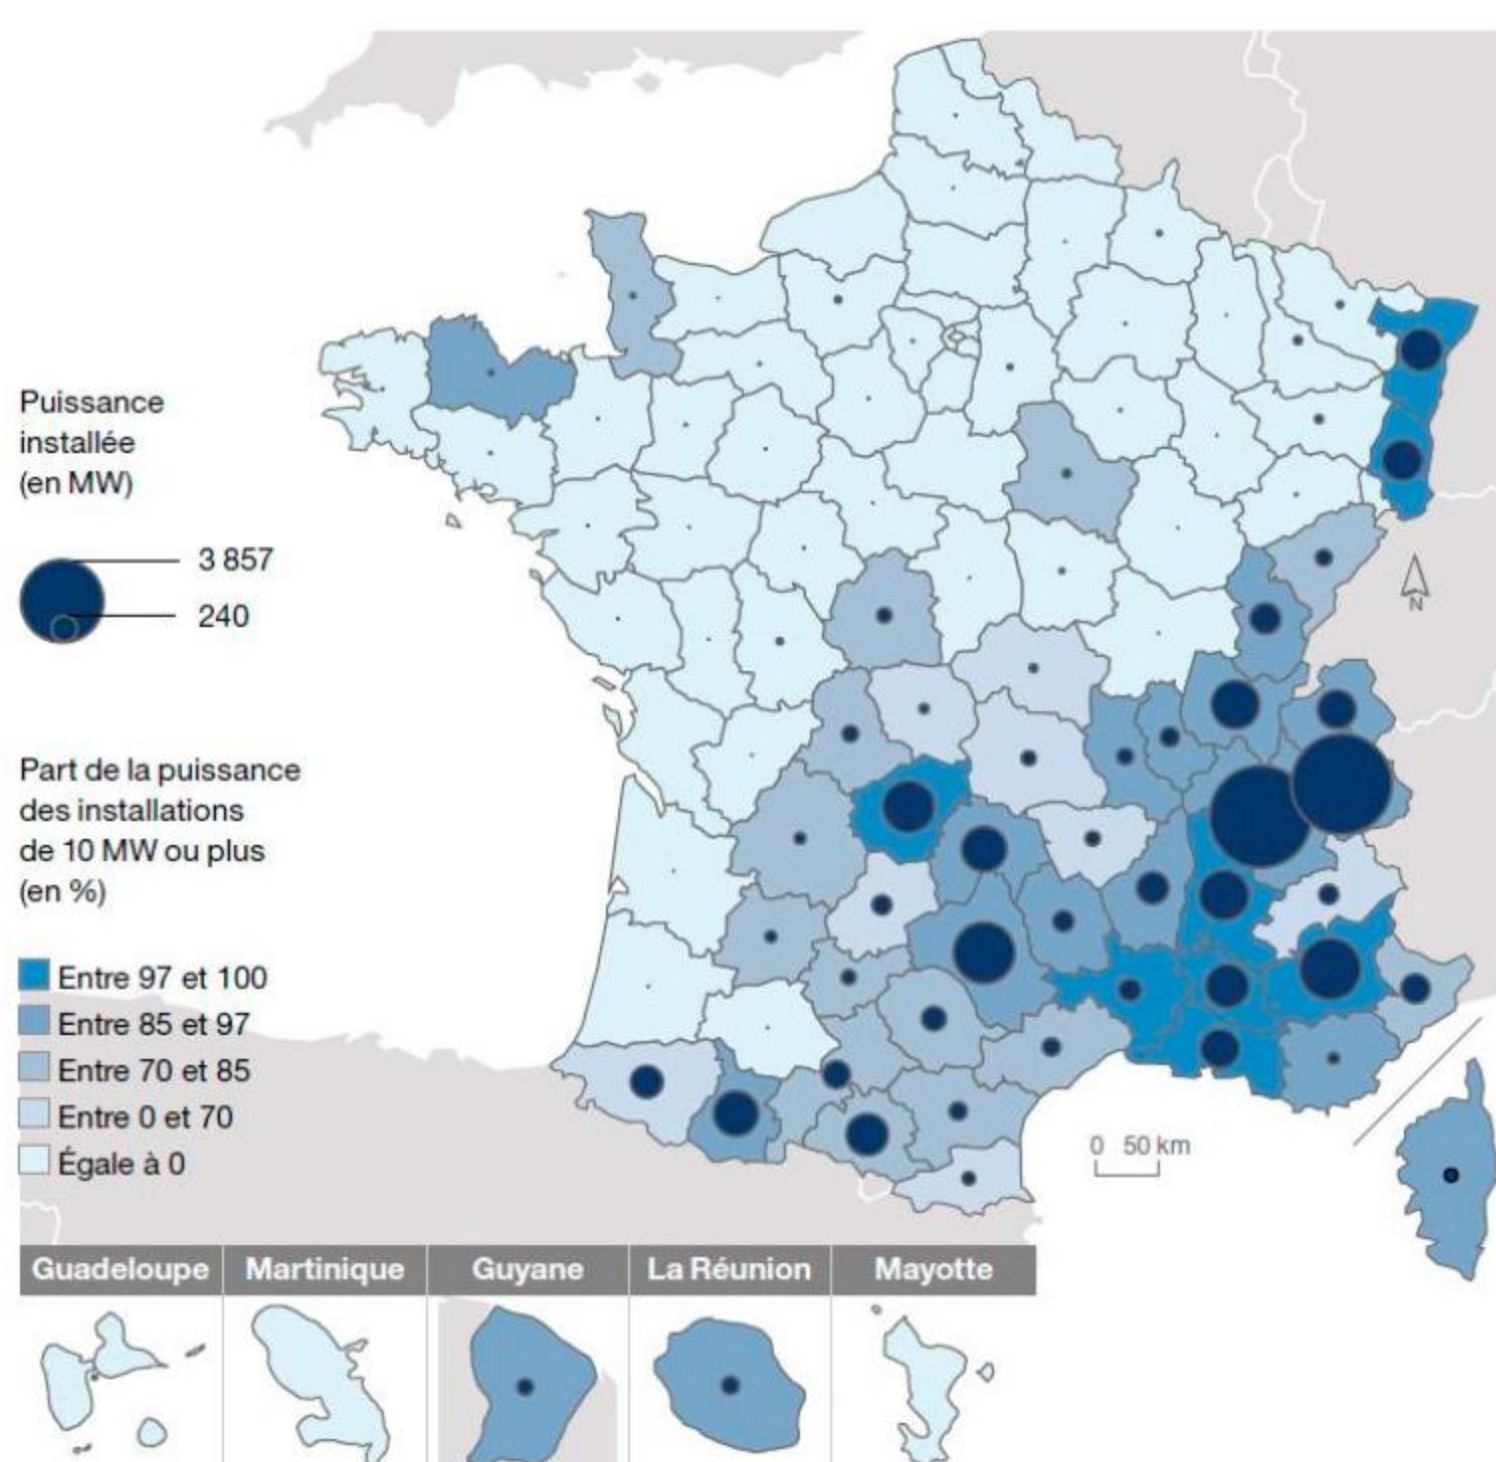 Puissance
installée
(en MW)
3 857
240
Part de la puissance
des installations
de 10 MW ou plus
(en %)
Entre 97 et 100
Entre 85 et 97
Entre 70 et 85
Entre 0 et 70
Égale à 0
N
0 50 km
Guadeloupe Martinique Guyane La Réunion Mayotte